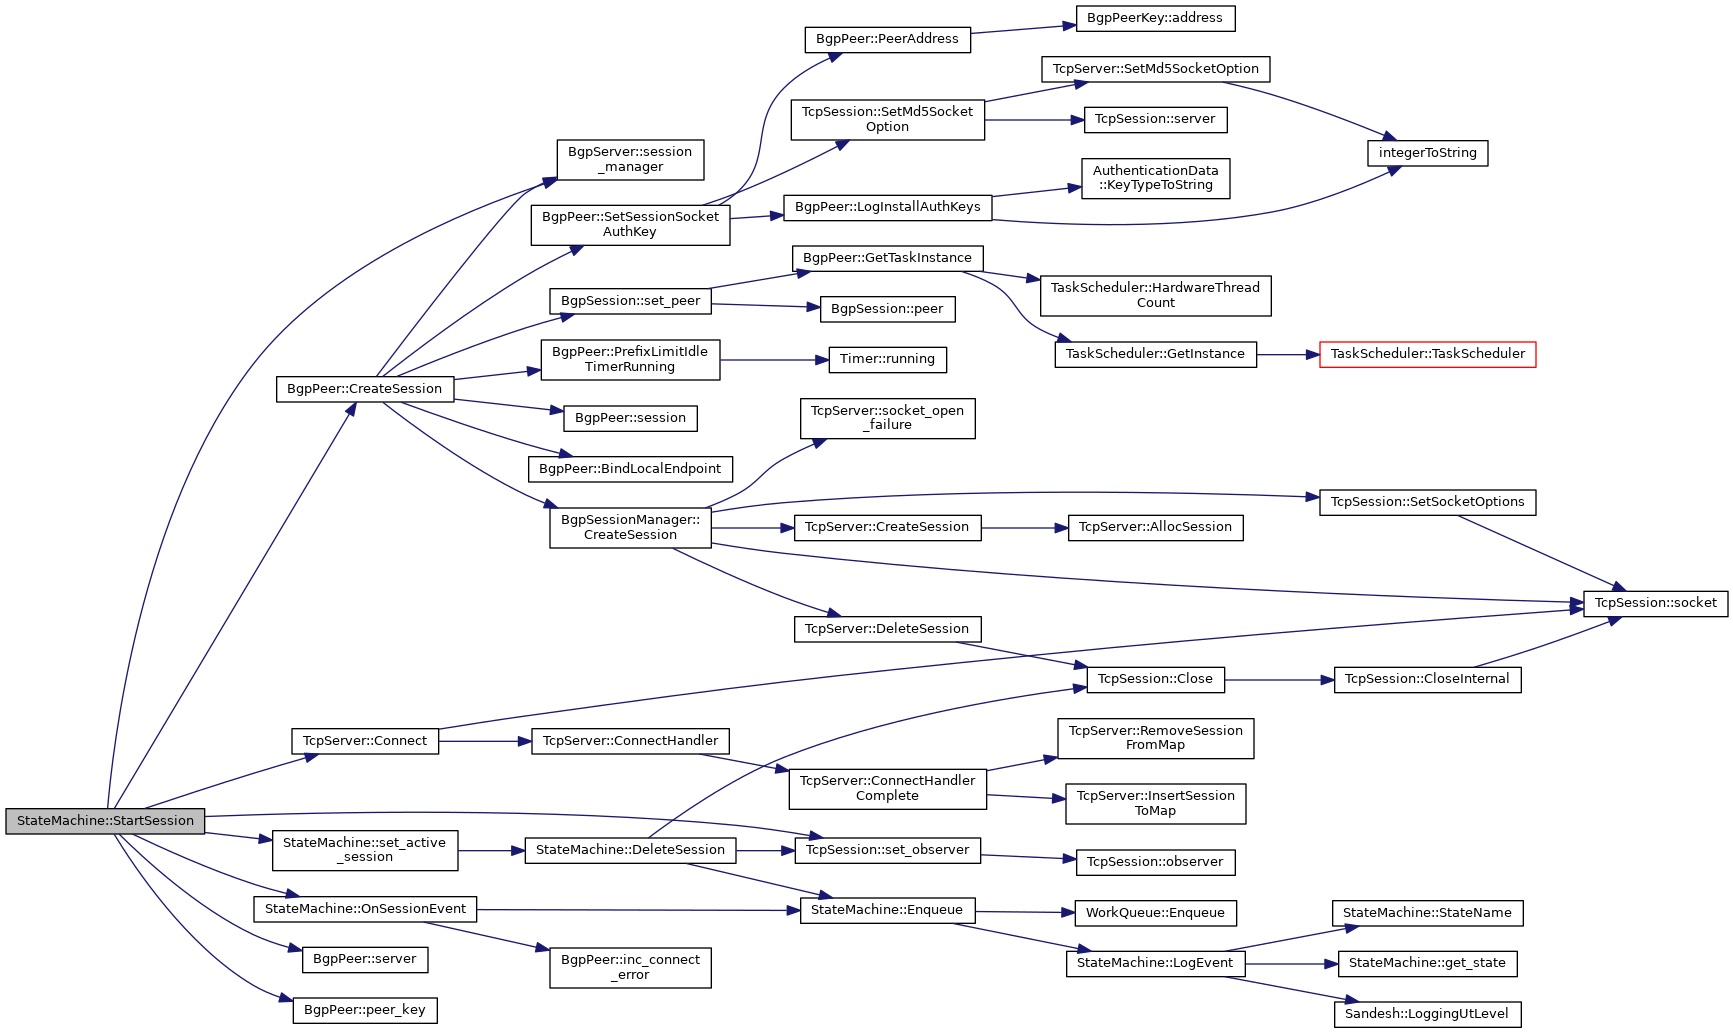 BgpPeerKey::address
BgpPeer::PeerAddress
TcpServer::SetMd5SocketOption
TcpSession::SetMd5Socket
Option
TcpSession::server
BgpServer::session
_manager
integerToString
AuthenticationData
::KeyTypeToString
BgpPeer::LogInstallAuthKeys
BgpPeer::SetSessionSocket
AuthKey
BgpPeer::GetTaskInstance
TaskScheduler::HardwareThread
Count
BgpSession::set_peer
BgpSession::peer
BgpPeer::PrefixLimitIdle
TimerRunning
Timer::running
TaskScheduler::GetInstance
TaskScheduler::TaskScheduler
BgpPeer::CreateSession
BgpPeer::session
TcpServer::socket_open
_failure
BgpPeer::BindLocalEndpoint
TcpSession::SetSocketOptions
BgpSessionManager::
CreateSession
TcpServer::CreateSession
TcpServer::AllocSession
TcpSession::socket
TcpServer::DeleteSession
TcpSession::Close
TcpSession::CloseInternal
TcpServer::Connect
TcpServer::ConnectHandler
TcpServer::RemoveSession
FromMap
TcpServer::ConnectHandler
Complete
TcpServer::InsertSession
ToMap
StateMachine::StartSession
StateMachine::set_active
_session
StateMachine::DeleteSession
TcpSession::set_observer
TcpSession::observer
StateMachine::OnSessionEvent
StateMachine::Enqueue
WorkQueue::Enqueue
StateMachine::StateName
BgpPeer::server
BgpPeer::inc_connect
_error
StateMachine::LogEvent
StateMachine::get_state
BgpPeer::peer_key
Sandesh::LoggingUtLevel